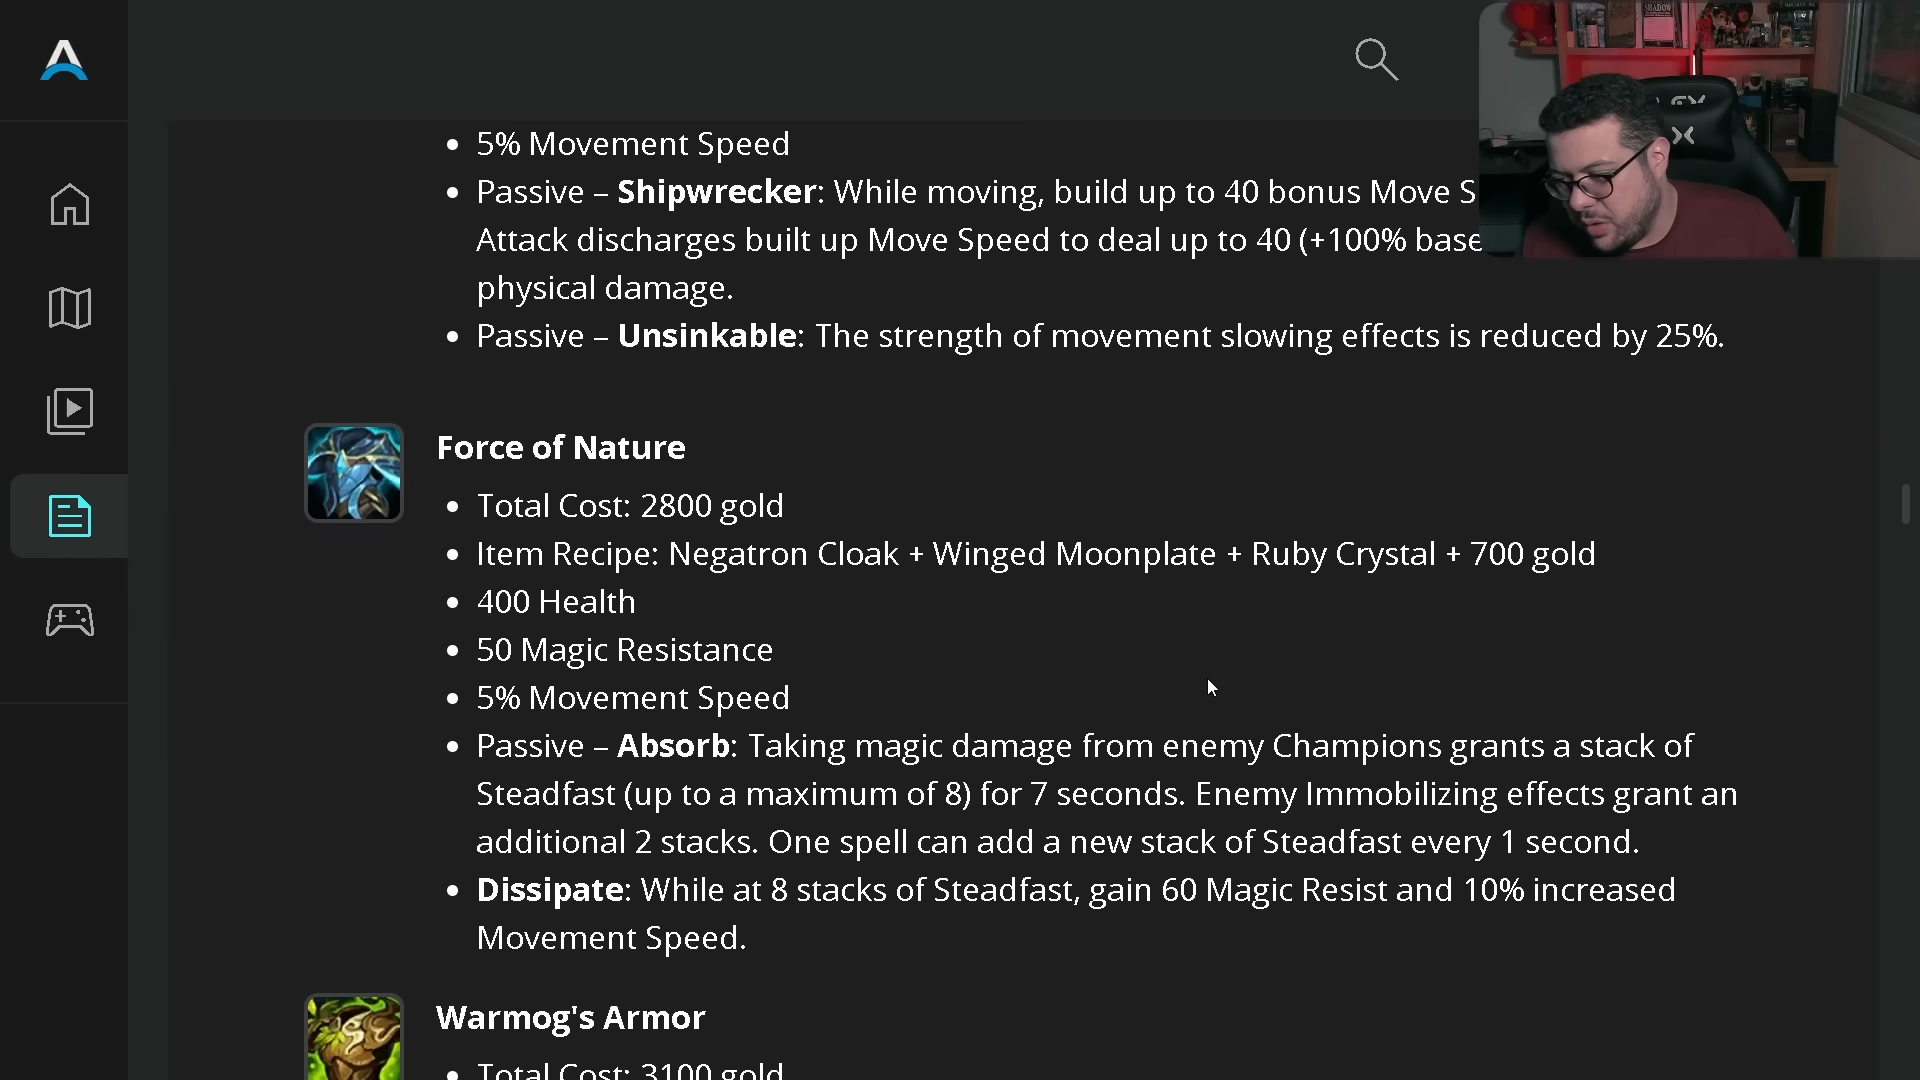 5% Movement Speed
Passive – Shipwrecker: While moving, build up to 40 bonus Move S
Attack discharges built up Move Speed to deal up to 40 (+100% base
physical damage.
Passive – Unsinkable: The strength of movement slowing effects is reduced by 25%.
Force of Nature
Total Cost: 2800 gold
Item Recipe: Negatron Cloak + Winged Moonplate + Ruby Crystal + 700 gold
400 Health
50 Magic Resistance
5% Movement Speed
Passive – Absorb: Taking magic damage from enemy Champions grants a stack of
Steadfast (up to a maximum of 8) for 7 seconds. Enemy Immobilizing effects grant an
additional 2 stacks. One spell can add a new stack of Steadfast every 1 second.
Dissipate: While at 8 stacks of Steadfast, gain 60 Magic Resist and 10% increased
Movement Speed.
Warmog's Armor
Total Cost: 3100 gold